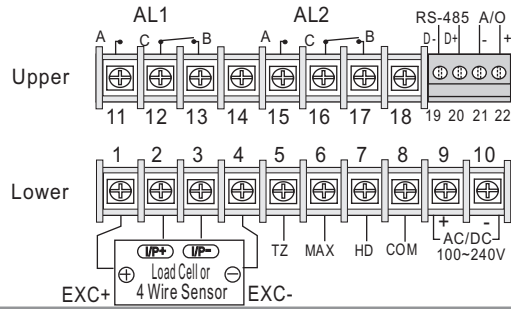 AL1 AL2 RS-485 A/O
A C B A C B D- D+ - +
Upper
11 12 13 14 15 16 17 18 19 20 21 22
1 2 3 4 5 6 7 8 9 10
Lower
+ -
I/P+ I/P- TZ MAX HD COM AC/DC
Load Cell or 100~240V
4 Wire Sensor
EXC+ EXC-